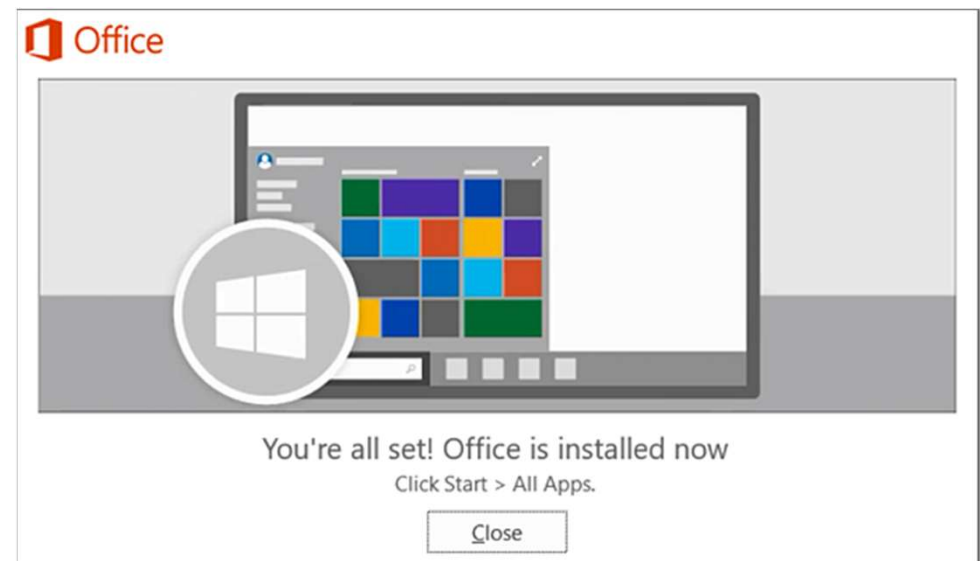 Office
You're all set! Office is installed now
Click Start > All Apps.
Close